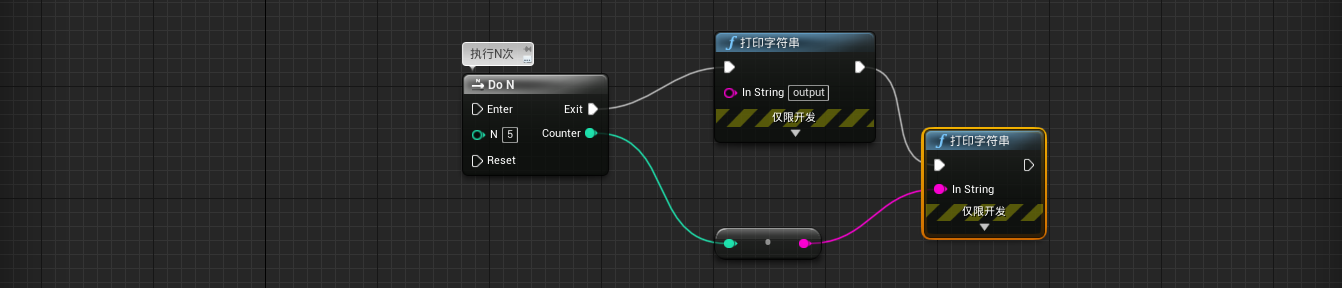 执行N次
Do N
Enter
Exit
N 5
Counter
Reset
打印字符串
In String output
仅限开发
打印字符串
In String
仅限开发